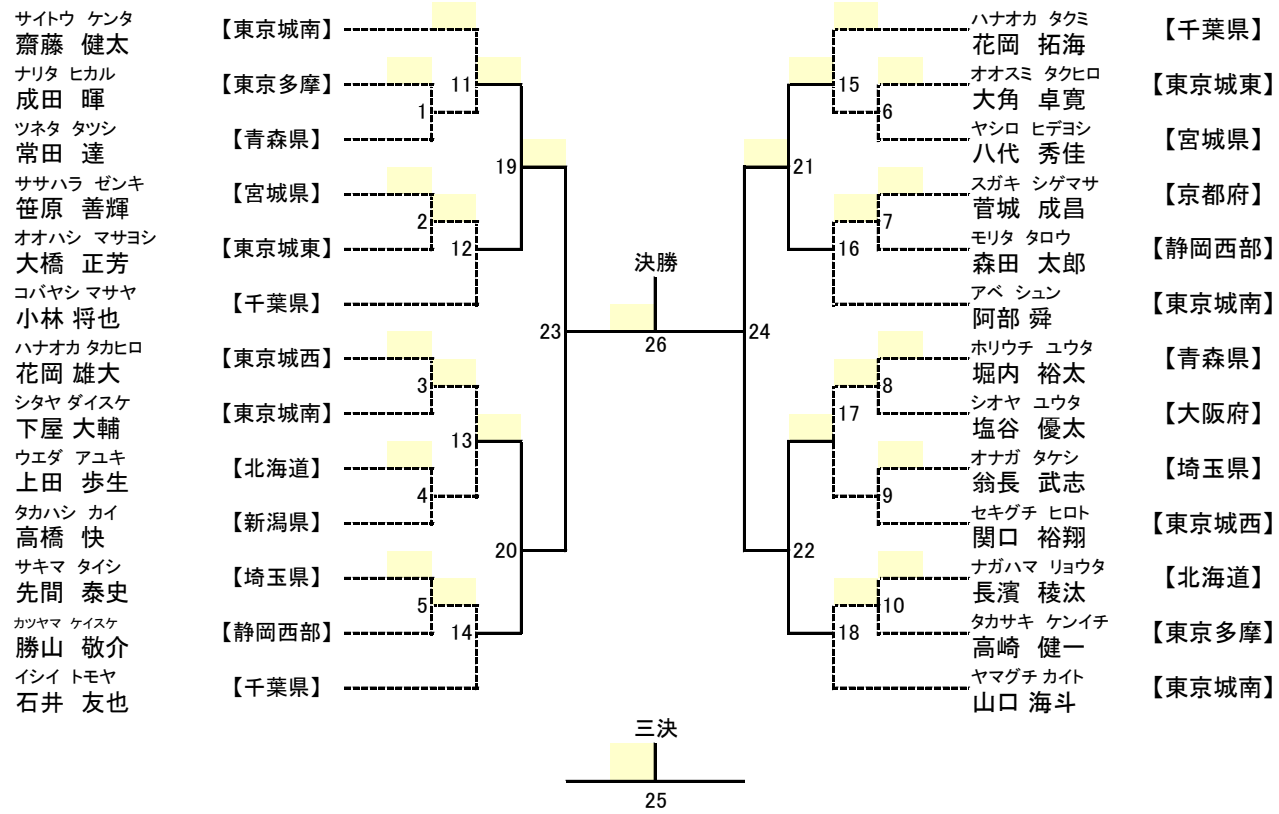 サイトウ ケンタ
齋藤 健太 【東京城南】
ナリタ ヒカル
成田 暉 【東京多摩】
ツネタ タツシ
常田 達 【青森県】
ササハラ ゼンキ
笹原 善輝 【宮城県】
オオハシ マサヨシ
大橋 正芳 【東京城東】
コバヤシ マサヤ
小林 将也 【千葉県】
ハナオカ タカヒロ
花岡 雄大 【東京城西】
シタヤ ダイスケ
下屋 大輔 【東京城南】
ウエダ アユキ
上田 歩生 【北海道】
タカハシ カイ
高橋 快 【新潟県】
サキマ タイシ
先間 泰史 【埼玉県】
カツヤマ ケイスケ
勝山 敬介 【静岡西部】
イシイ トモヤ
石井 友也 【千葉県】
1
2
3
4
5
11
12
13
14
19
20
23
決勝
26
三決
25
24
21
22
15
16
17
18
6
7
8
9
10
ハナオカ タクミ
花岡 拓海 【千葉県】
オオスミ タクヒロ
大角 卓寛 【東京城東】
ヤシロ ヒデヨシ
八代 秀佳 【宮城県】
スガキ シゲマサ
菅城 成昌 【京都府】
モリタ タロウ
森田 太郎 【静岡西部】
アベ シュン
阿部 舜 【東京城南】
ホリウチ ユウタ
堀内 裕太 【青森県】
シオヤ ユウタ
塩谷 優太 【大阪府】
オナガ タケシ
翁長 武志 【埼玉県】
セキグチ ヒロト
関口 裕翔 【東京城西】
ナガハマ リョウタ
長濱 稜汰 【北海道】
タカサキ ケンイチ
高崎 健一 【東京多摩】
ヤマグチ カイト
山口 海斗 【東京城南】